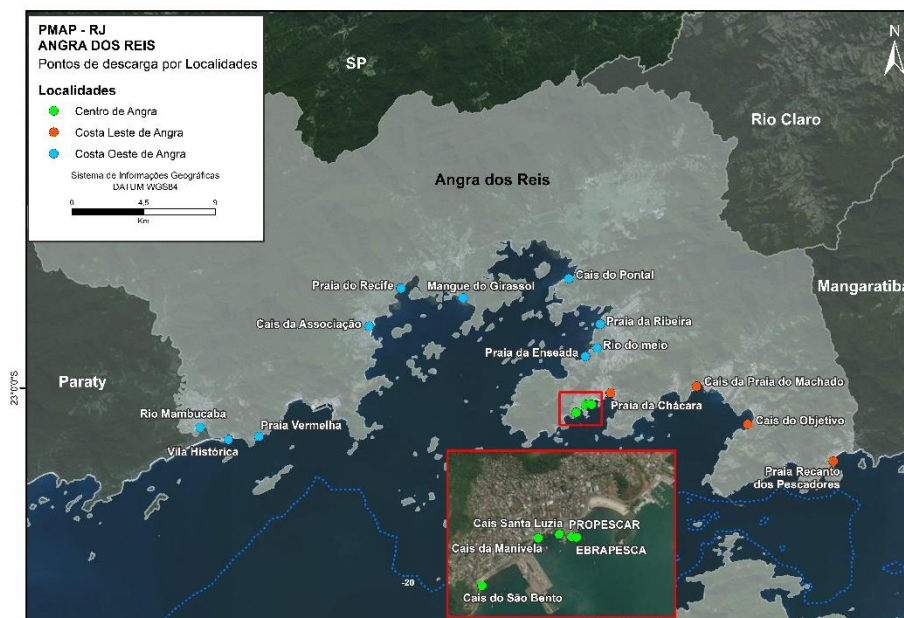 PMAP - RJ
ANGRA DOS REIS
Pontos de descarga por Localidades
Localidades
Centro de Angra
Costa Leste de Angra
Costa Oeste de Angra
Sistema de Informações Geográficas
DATUM WGS84
0 4,5 9
Km
SP
N
Rio Claro
Angra dos Reis
Mangaratiba
Paraty
23°0'0"S
Cais do Pontal
Praia do Recife
Mangue do Girassol
Cais da Associação
Praia da Ribeira
Rio do meio
Praia da Enseada
Cais da Praia do Machado
Praia da Chácara
Cais do Objetivo
Rio Mambucaba
Praia Vermelha
Vila Histórica
Praia Recanto
dos Pescadores
Cais Santa Luzia
PROPESCAR
Cais da Manivela
EBRAPESCA
Cais do São Bento
-20